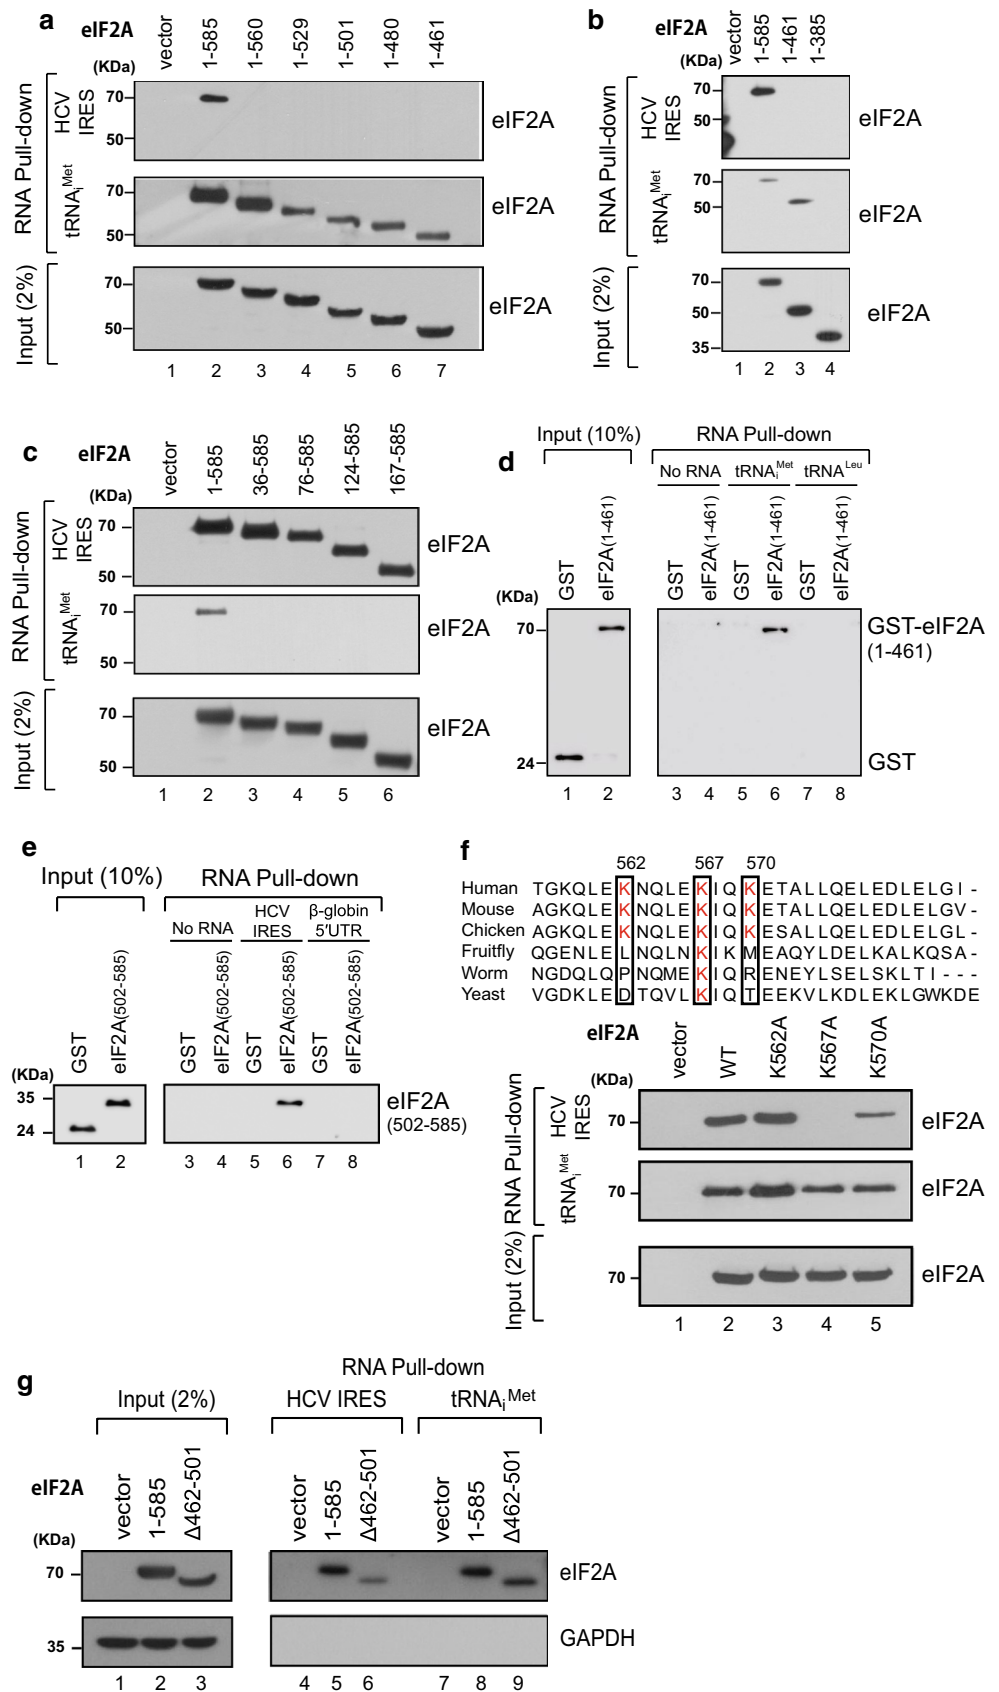 a
eIF2A
vector 1-585 1-560 1-529 1-501 1-480 1-461
(KDa)
RNA Pull-down
HCV IRES
70
50
eIF2A
tRNAiMet
70
50
eIF2A
Input (2%)
70
50
eIF2A
1 2 3 4 5 6 7
b
eIF2A
vector 1-585 1-461 1-385
(KDa)
RNA Pull-down
HCV IRES
70
50
eIF2A
tRNAiMet
70
50
eIF2A
Input (2%)
70
50
35
eIF2A
1 2 3 4
c
eIF2A
vector 1-585 36-585 76-585 124-585 167-585
(KDa)
RNA Pull-down
HCV IRES
70
50
eIF2A
tRNAiMet
70
50
eIF2A
Input (2%)
70
50
eIF2A
1 2 3 4 5 6
d
Input (10%) RNA Pull-down
No RNA tRNAiMet tRNALeu
GST eIF2A(1-461) GST eIF2A(1-461) GST eIF2A(1-461) GST eIF2A(1-461)
(KDa)
70
24
GST-eIF2A
(1-461)
GST
1 2 3 4 5 6 7 8
e
Input (10%) RNA Pull-down
No RNA HCV IRES β-globin 5'UTR
GST eIF2A(502-585) GST eIF2A(502-585) GST eIF2A(502-585) GST eIF2A(502-585)
(KDa)
35
24
eIF2A
(502-585)
1 2 3 4 5 6 7 8
f
562 567 570
Human TGKQLEKNQLEKIQKETALLQELEDLELGI-
Mouse AGKQLEKNQLEKIQKETALLQELEDLELGV-
Chicken AGKQLEKNQLEKIQKESALLQELEDLELGL-
Fruitfly QGENLELNQLNKIKMEAQYLDELKALKQSA-
Worm NGDQLQPNQMEKIQRENEYLSELSKLTI---
Yeast VGDKLEDTQVLKIQTEEKVLKDLEKLGWKDE
eIF2A
vector WT K562A K567A K570A
(KDa)
RNA Pull-down
HCV IRES
70
eIF2A
tRNAiMet
70
eIF2A
Input (2%)
70
eIF2A
1 2 3 4 5
g
RNA Pull-down
Input (2%) HCV IRES tRNAiMet
eIF2A
vector 1-585 Δ462-501 vector 1-585 Δ462-501 vector 1-585 Δ462-501
(KDa)
70
eIF2A
35
GAPDH
1 2 3 4 5 6 7 8 9